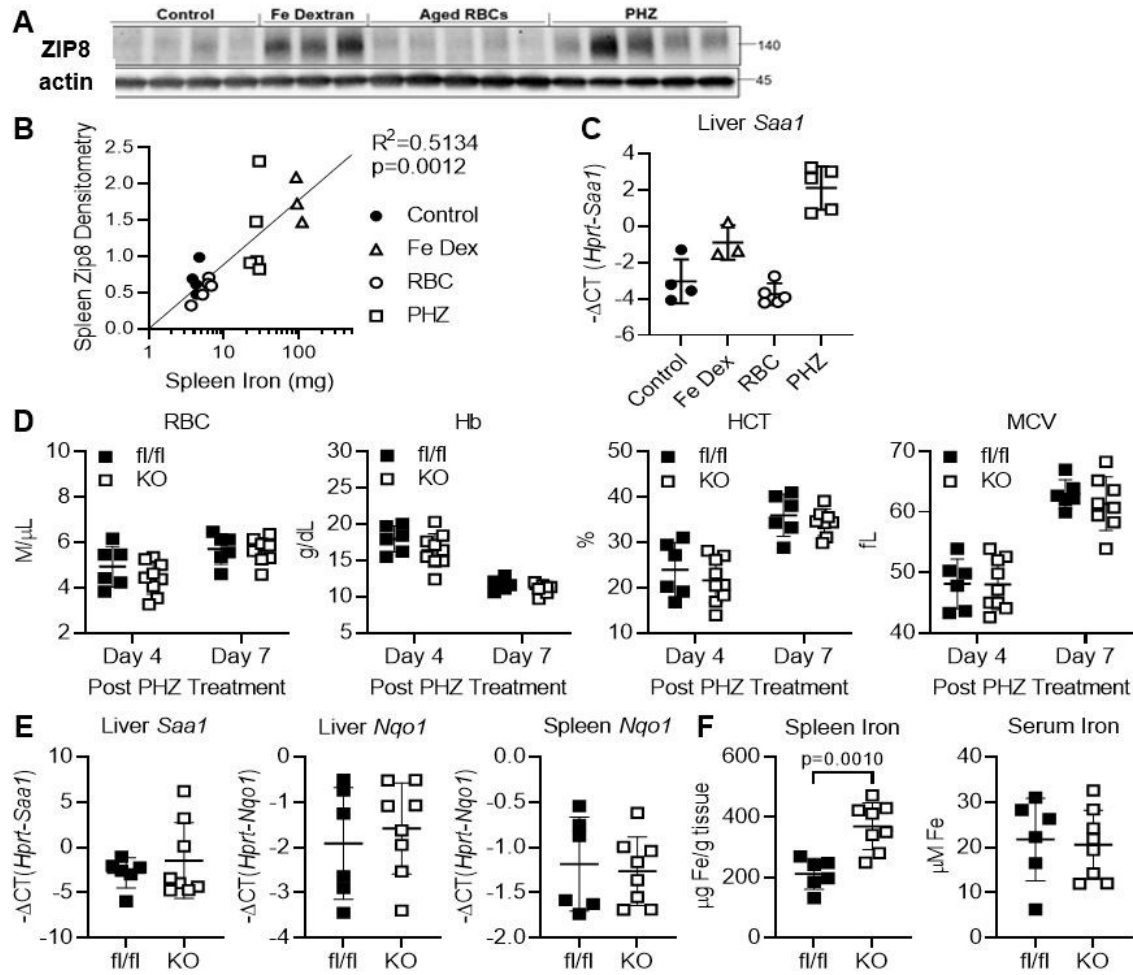 A
Control Fe Dextran Aged RBCs PHZ
ZIP8 140
actin 45
B
R²=0.5134
p=0.0012
Spleen Zip8 Densitometry
2.5
2.0
1.5
1.0
0.5
0.0
1 10 100
Spleen Iron (mg)
Control
Fe Dex
RBC
PHZ
C
Liver Saa1
-ΔCT (Hprt-Saa1)
4
2
0
-2
-4
-6
Control Fe Dex RBC PHZ
D
RBC
fl/fl
KO
M/µL
10
8
6
4
2
Day 4 Day 7
Post PHZ Treatment
Hb
fl/fl
KO
g/dL
30
25
20
15
10
5
Day 4 Day 7
Post PHZ Treatment
HCT
fl/fl
KO
%
50
40
30
20
10
Day 4 Day 7
Post PHZ Treatment
MCV
fl/fl
KO
fL
70
60
50
40
Day 4 Day 7
Post PHZ Treatment
E
Liver Saa1
-ΔCT(Hprt-Saa1)
10
5
0
-5
-10
fl/fl KO
Liver Nqo1
-ΔCT(Hprt-Nqo1)
0
-1
-2
-3
-4
fl/fl KO
Spleen Nqo1
-ΔCT(Hprt-Nqo1)
0.0
-0.5
-1.0
-1.5
-2.0
fl/fl KO
F
Spleen Iron
p=0.0010
µg Fe/g tissue
600
400
200
0
fl/fl KO
Serum Iron
µM Fe
40
30
20
10
0
fl/fl KO